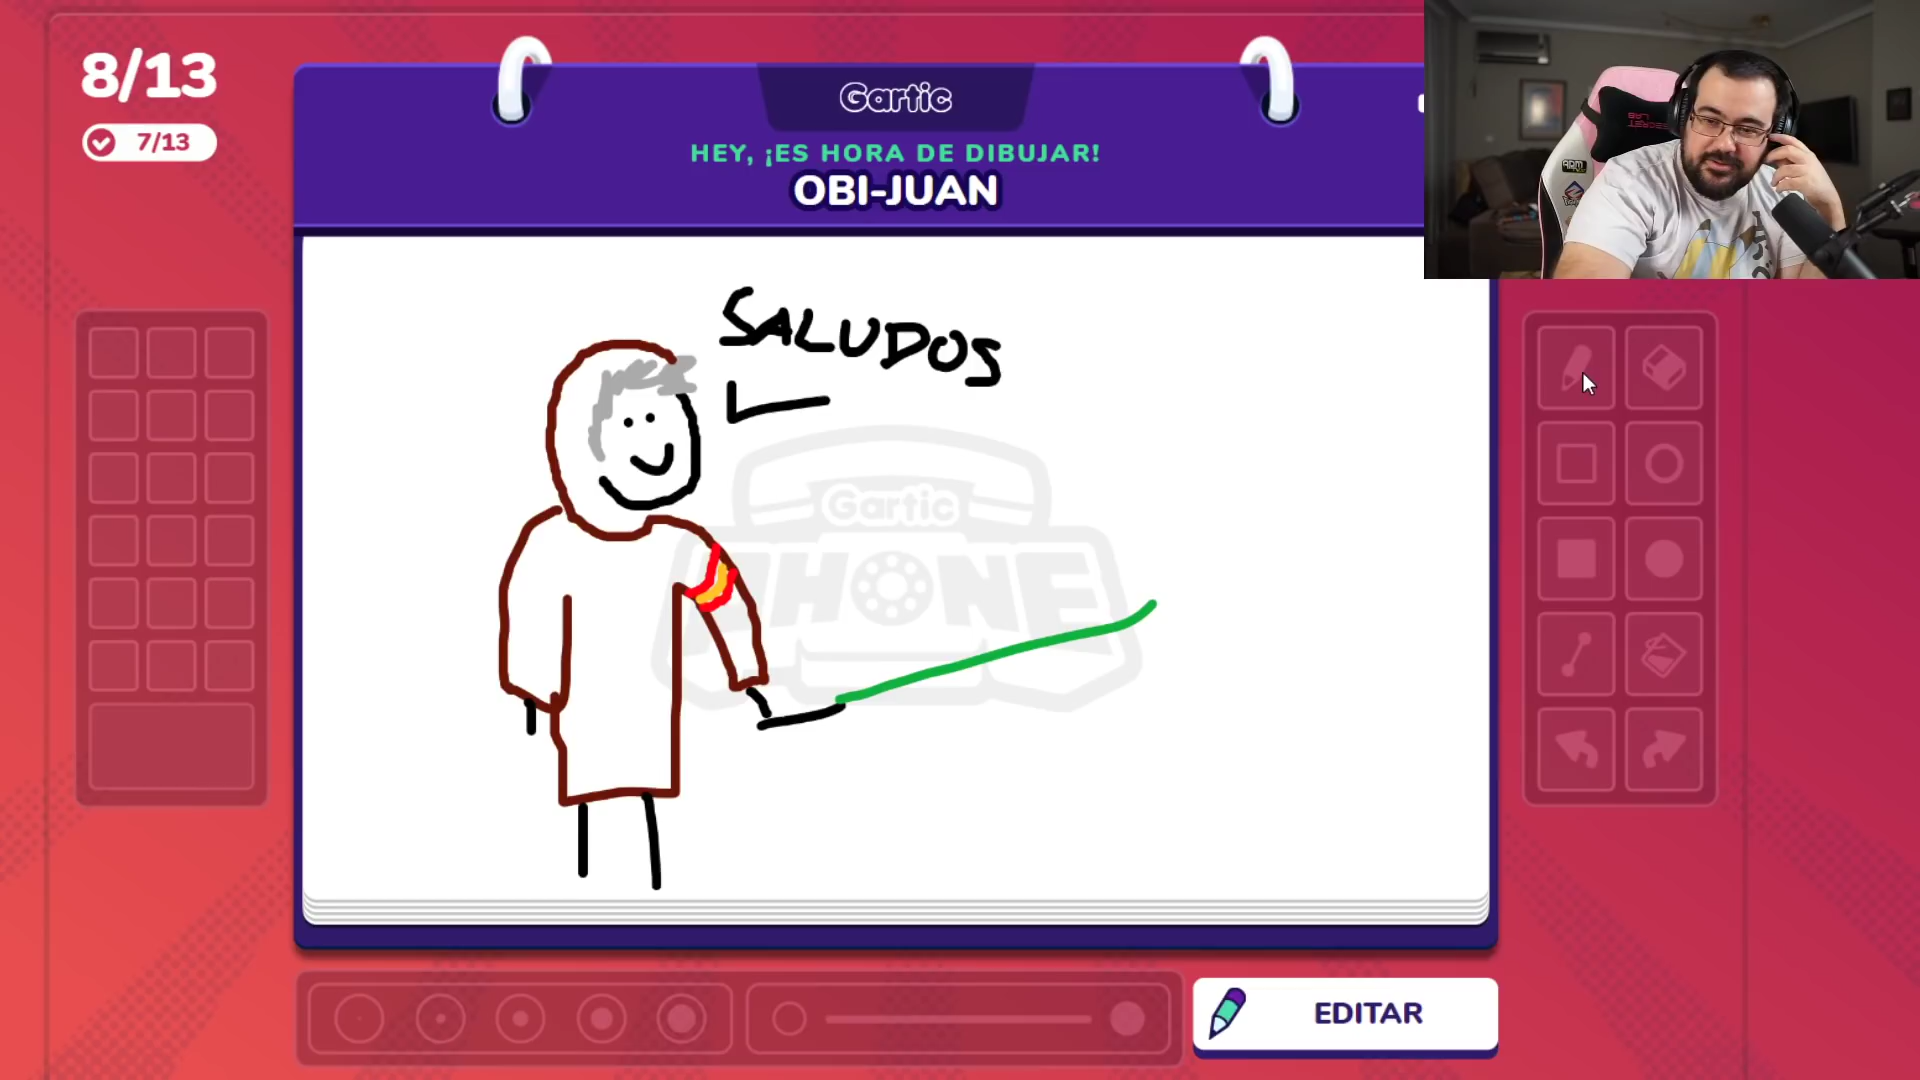 8/13
7/13
Gartic
HEY, ¡ES HORA DE DIBUJAR!
OBI-JUAN
SALUDOS
Gartic
PHONE
EDITAR